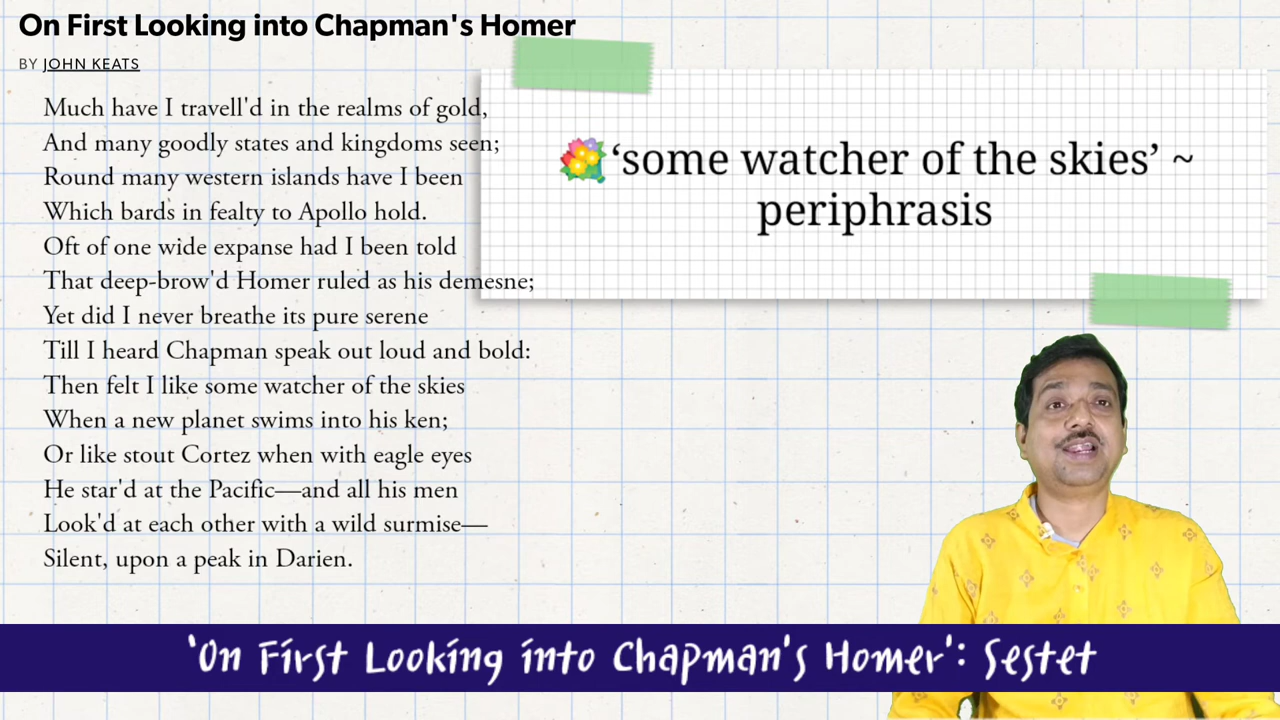 On First Looking into Chapman's Homer
BY JOHN KEATS
Much have I travell'd in the realms of gold,
And many goodly states and kingdoms seen;
Round many western islands have I been
Which bards in fealty to Apollo hold.
Oft of one wide expanse had I been told
That deep-brow'd Homer ruled as his demesne;
Yet did I never breathe its pure serene
Till I heard Chapman speak out loud and bold:
Then felt I like some watcher of the skies
When a new planet swims into his ken;
Or like stout Cortez when with eagle eyes
He star'd at the Pacific—and all his men
Look'd at each other with a wild surmise—
Silent, upon a peak in Darien.
💐‘some watcher of the skies’ ~
periphrasis
'On First Looking into Chapman's Homer': Sestet